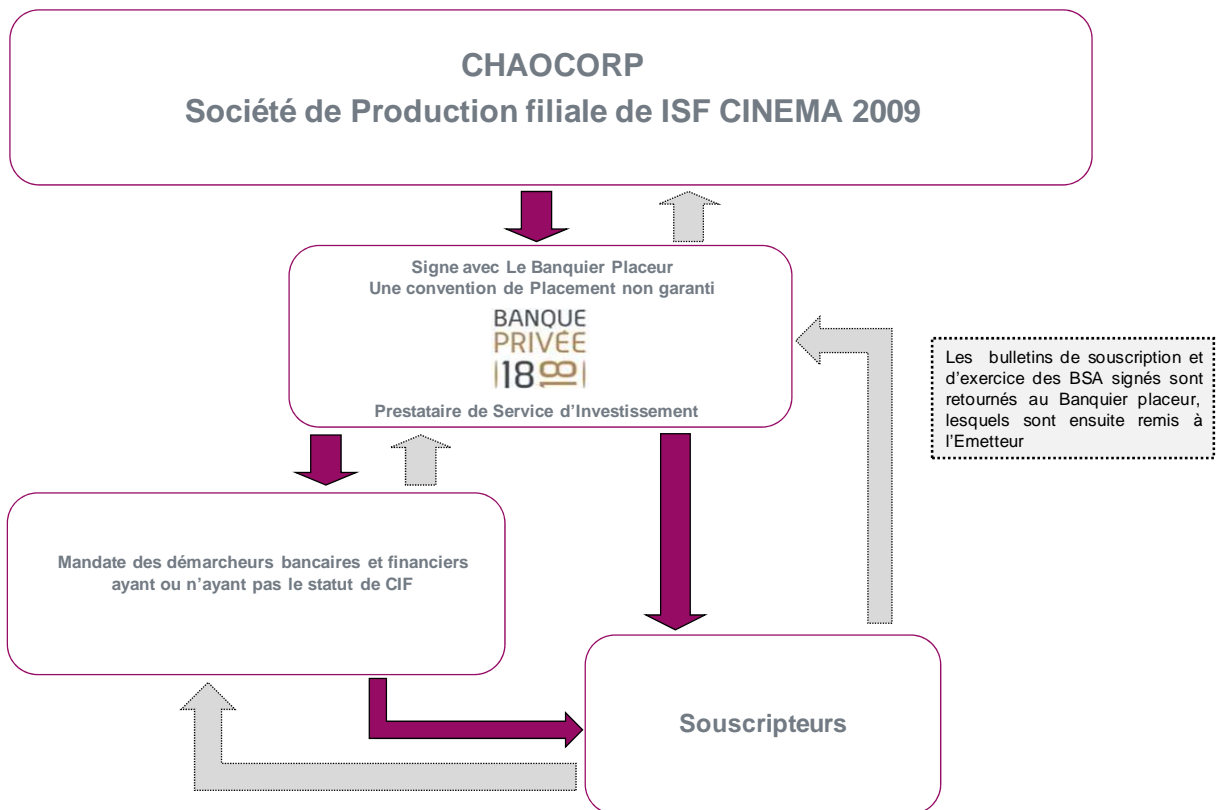 CHAOCORP
Société de Production filiale de ISF CINEMA 2009
Signe avec Le Banquier Placeur
Une convention de Placement non garanti
BANQUE
PRIVÉE
1818
Prestataire de Service d’Investissement
Les bulletins de souscription et
d’exercice des BSA signés sont
retournés au Banquier placeur,
lesquels sont ensuite remis à
l’Emetteur
Mandate des démarcheurs bancaires et financiers
ayant ou n’ayant pas le statut de CIF
Souscripteurs